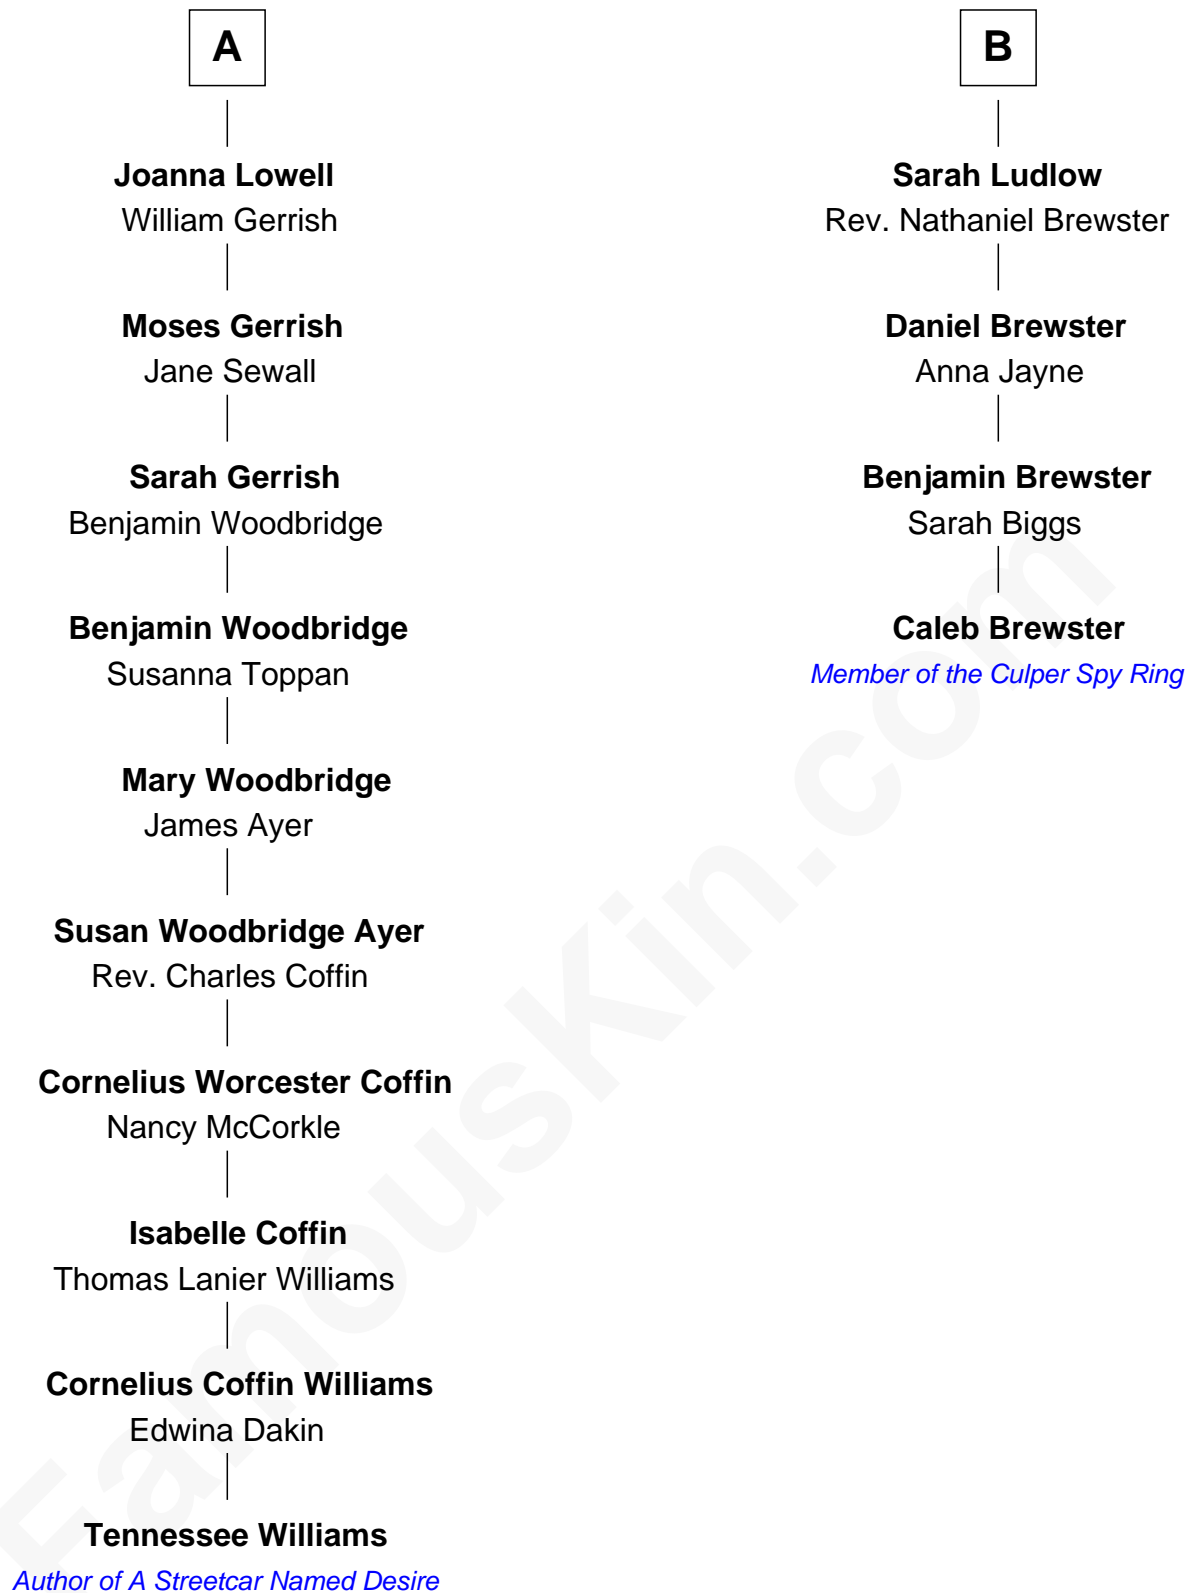 A
Joanna Lowell
William Gerrish
Moses Gerrish
Jane Sewall
Sarah Gerrish
Benjamin Woodbridge
Benjamin Woodbridge
Susanna Toppan
Mary Woodbridge
James Ayer
Susan Woodbridge Ayer
Rev. Charles Coffin
Cornelius Worcester Coffin
Nancy McCorkle
Isabelle Coffin
Thomas Lanier Williams
Cornelius Coffin Williams
Edwina Dakin
Tennessee Williams
Author of A Streetcar Named Desire
B
Sarah Ludlow
Rev. Nathaniel Brewster
Daniel Brewster
Anna Jayne
Benjamin Brewster
Sarah Biggs
Caleb Brewster
Member of the Culper Spy Ring
FamousKin.com